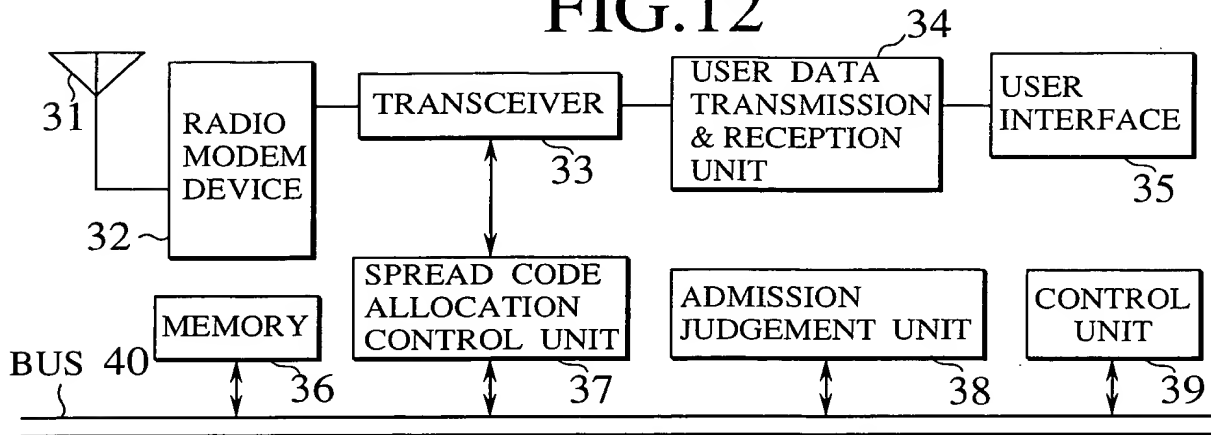 FIG.12
31
RADIO
MODEM
DEVICE
32
TRANSCEIVER
33
34
USER DATA
TRANSMISSION
& RECEPTION
UNIT
USER
INTERFACE
35
MEMORY
36
SPREAD CODE
ALLOCATION
CONTROL UNIT
37
ADMISSION
JUDGEMENT UNIT
38
CONTROL
UNIT
39
BUS 40